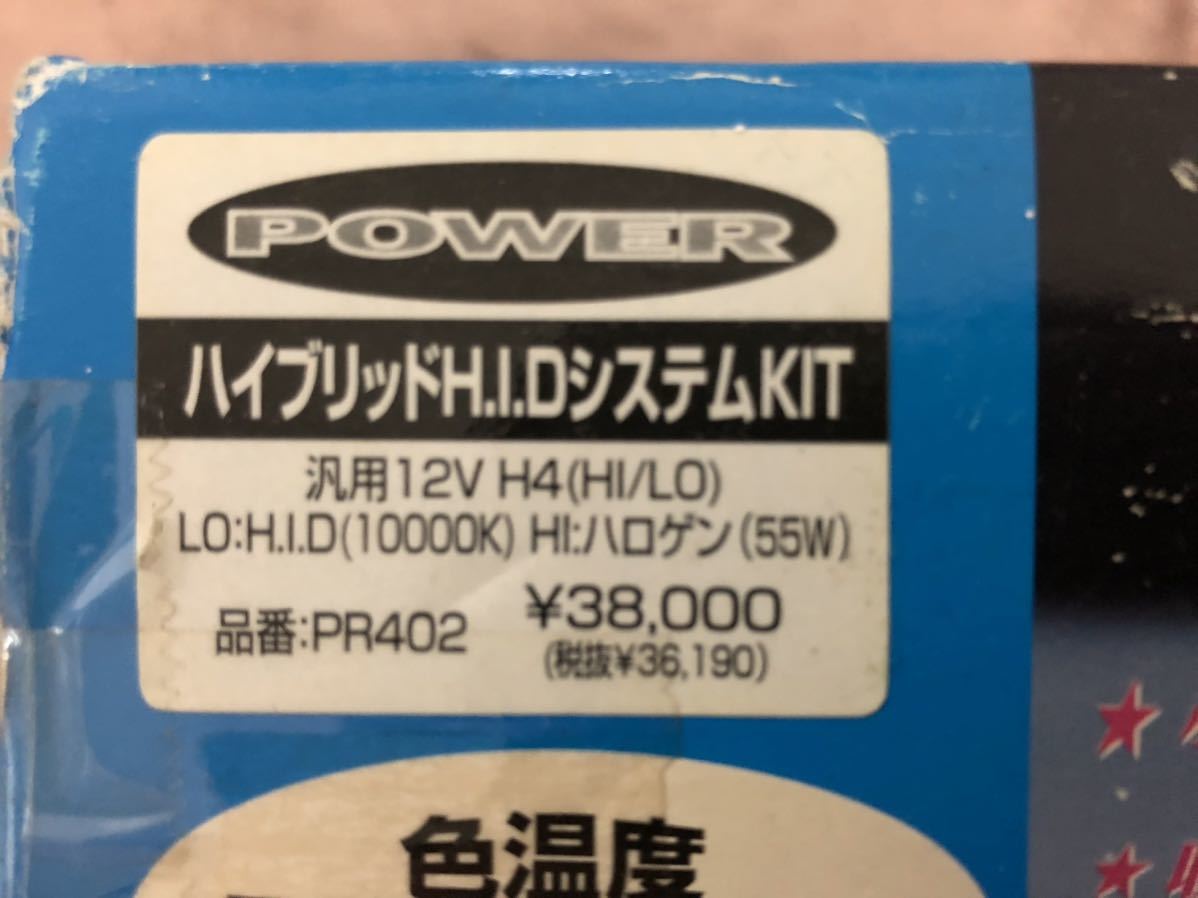 POWER
ハイブリッドH.I.DシステムKIT
汎用12V H4(HI/LO)
LO:H.I.D(10000K) HI:ハロゲン(55W)
品番:PR402 ¥38,000
(税抜¥36,190)
色温度
★
★